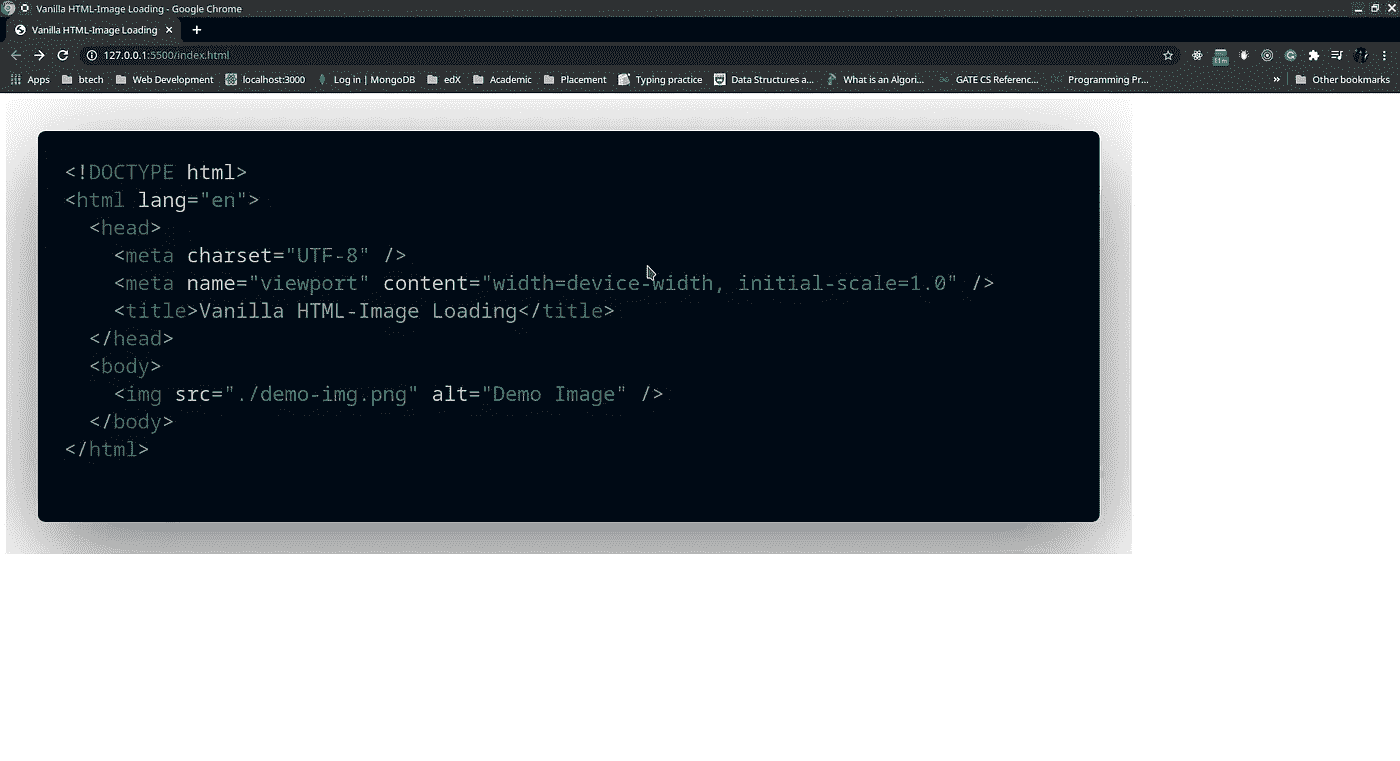 Vanilla HTML-Image Loading - Google Chrome
Vanilla HTML-Image Loading
127.0.0.1:5500/index.html
11m
Apps btech Web Development localhost:3000 Log in | MongoDB edX Academic Placement Typing practice Data Structures a... What is an Algori... GATE CS Referenc... Programming Pr... » Other bookmarks
<!DOCTYPE html>
<html lang="en">
  <head>
    <meta charset="UTF-8" />
    <meta name="viewport" content="width=device-width, initial-scale=1.0" />
    <title>Vanilla HTML-Image Loading</title>
  </head>
  <body>
    <img src="./demo-img.png" alt="Demo Image" />
  </body>
</html>